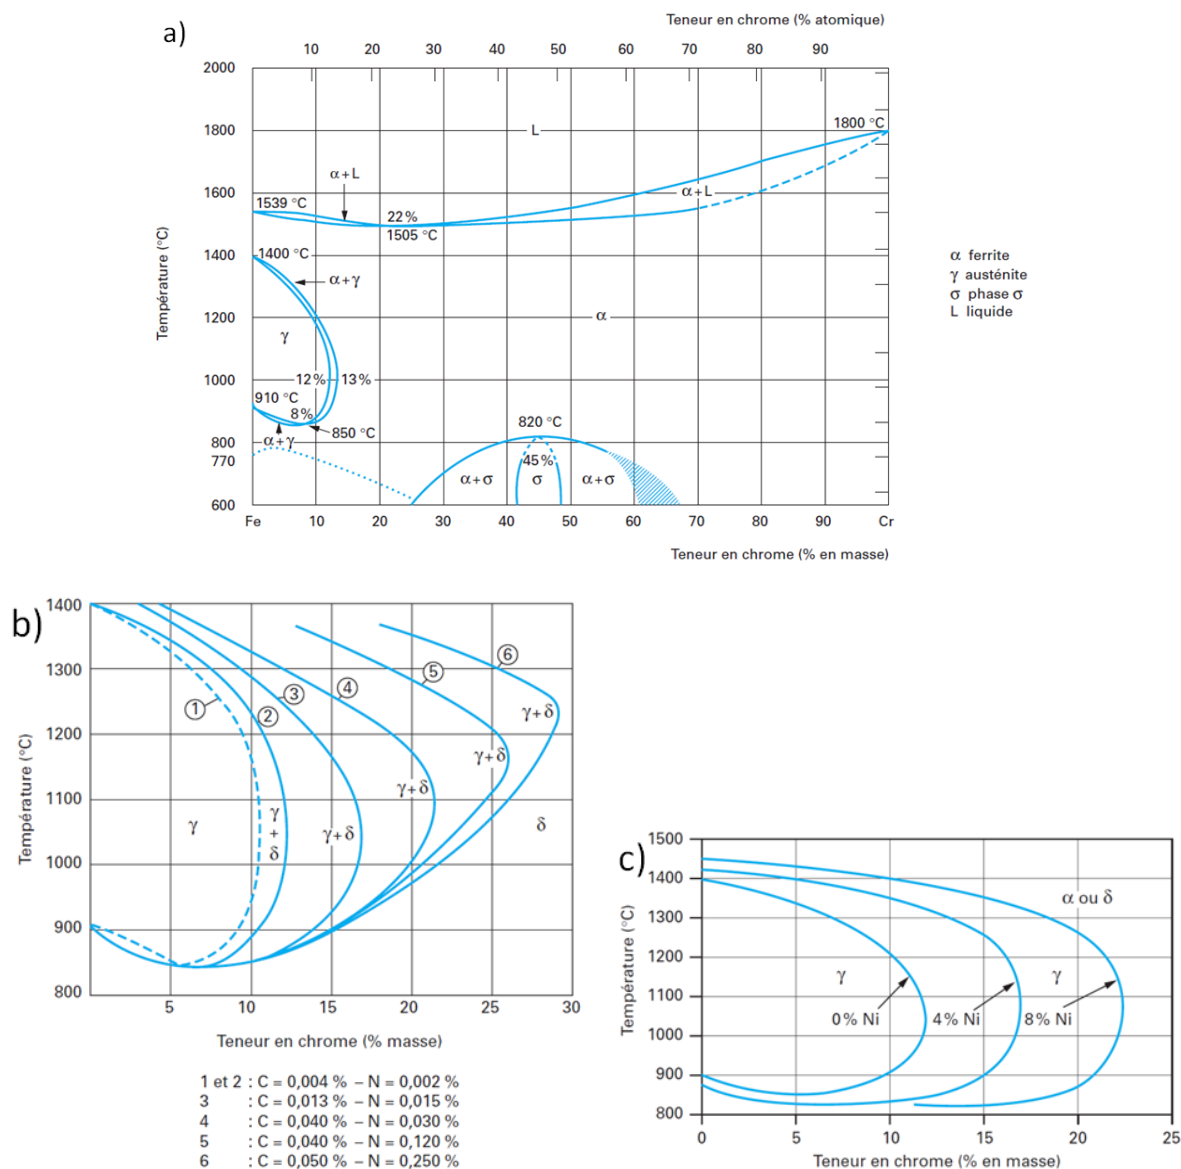 a)
Teneur en chrome (% atomique)
10 20 30 40 50 60 70 90
2000
1800
1600
1400
1200
1000
800
770
600
Température (°C)
L
1800 °C
α+L
α+L
1539 °C
22 %
1505 °C
1400 °C
α+γ
γ
α
12 % 13 %
910 °C
8 %
850 °C
α+γ
820 °C
45 %
α+σ σ α+σ
Fe 10 20 30 40 50 60 70 80 90 Cr
Teneur en chrome (% en masse)
α ferrite
γ austénite
σ phase σ
L liquide
b)
1400
1300
1200
1100
1000
900
800
Température (°C)
1
2
3
4
5
6
γ
γ + δ
γ+δ
γ+δ
γ+δ
γ+δ
δ
5 10 15 20 25 30
Teneur en chrome (% masse)
1 et 2 : C = 0,004 % – N = 0,002 %
3 : C = 0,013 % – N = 0,015 %
4 : C = 0,040 % – N = 0,030 %
5 : C = 0,040 % – N = 0,120 %
6 : C = 0,050 % – N = 0,250 %
c)
1500
1400
1300
1200
1100
1000
900
800
Température (°C)
α ou δ
γ γ
0 % Ni 4 % Ni 8 % Ni
0 5 10 15 20 25
Teneur en chrome (% en masse)